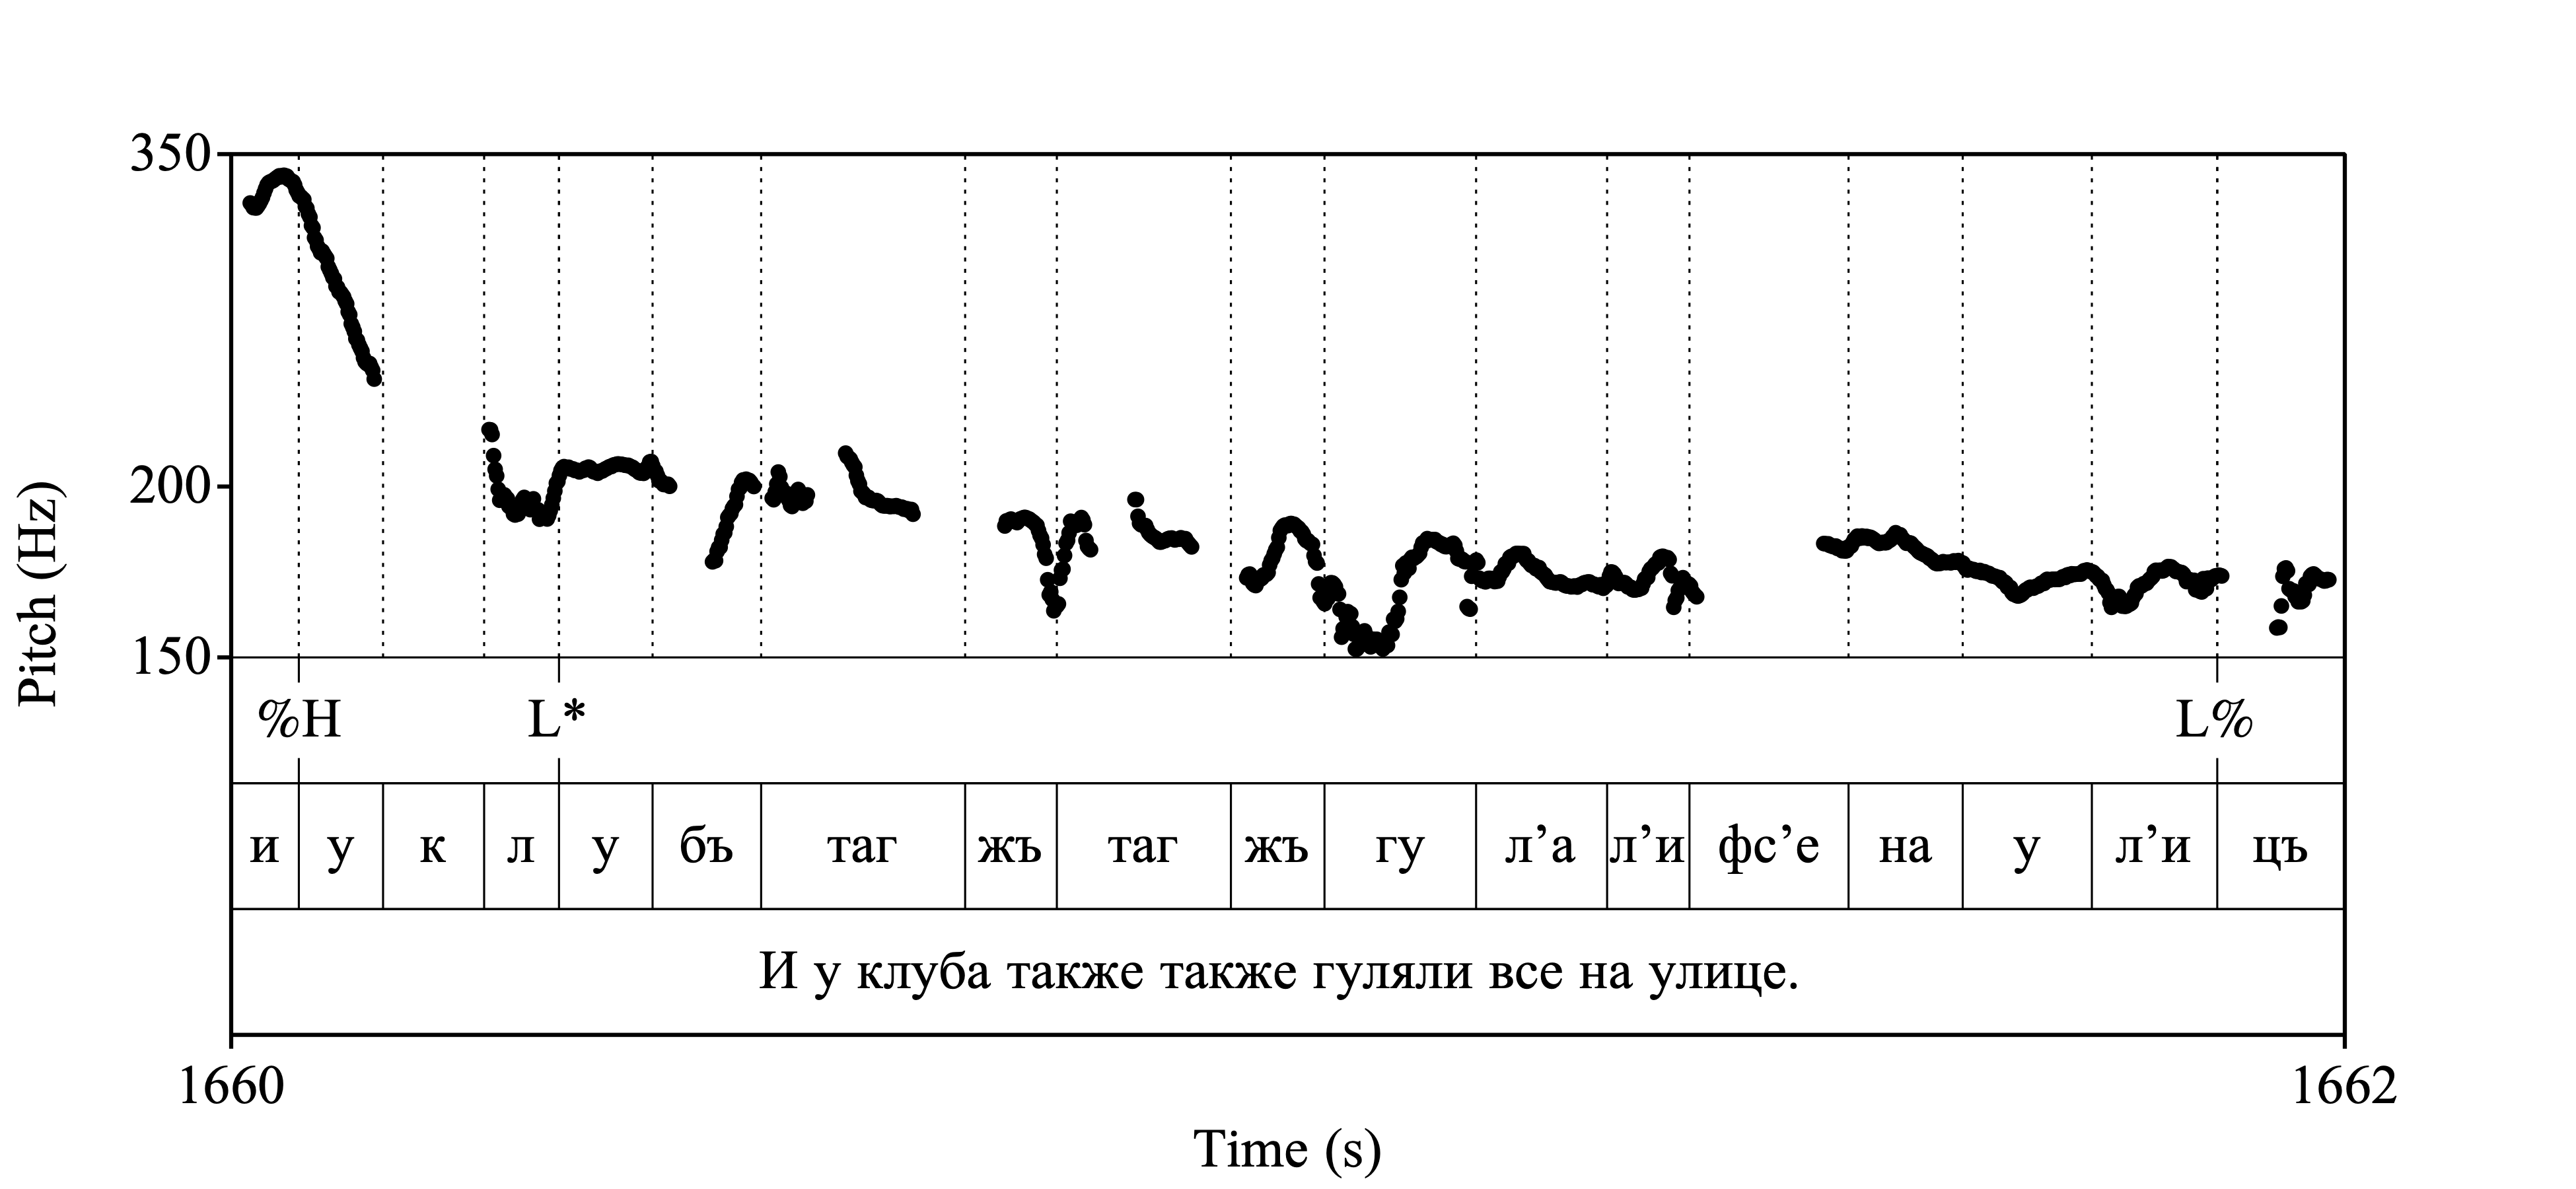 350
200
150
Pitch (Hz)
%H L* L%
и у к л у бъ таг жъ таг жъ гу л’а л’и фс’е на у л’и цъ
И у клуба также также гуляли все на улице.
1660 1662
Time (s)